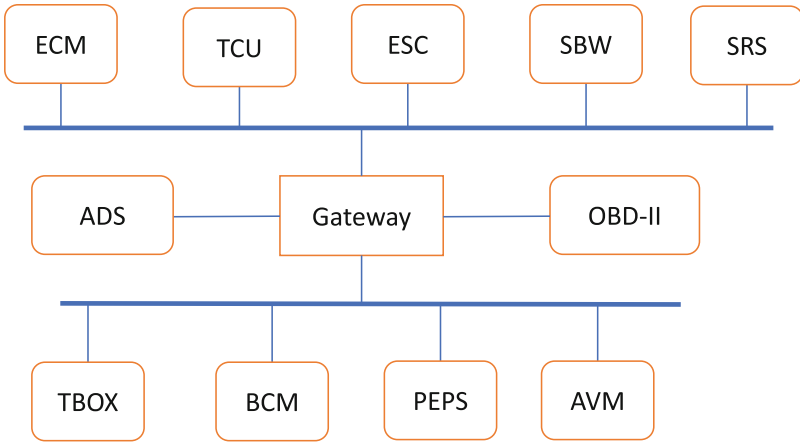 ECM
TCU
ESC
SBW
SRS
ADS
Gateway
OBD-II
TBOX
BCM
PEPS
AVM